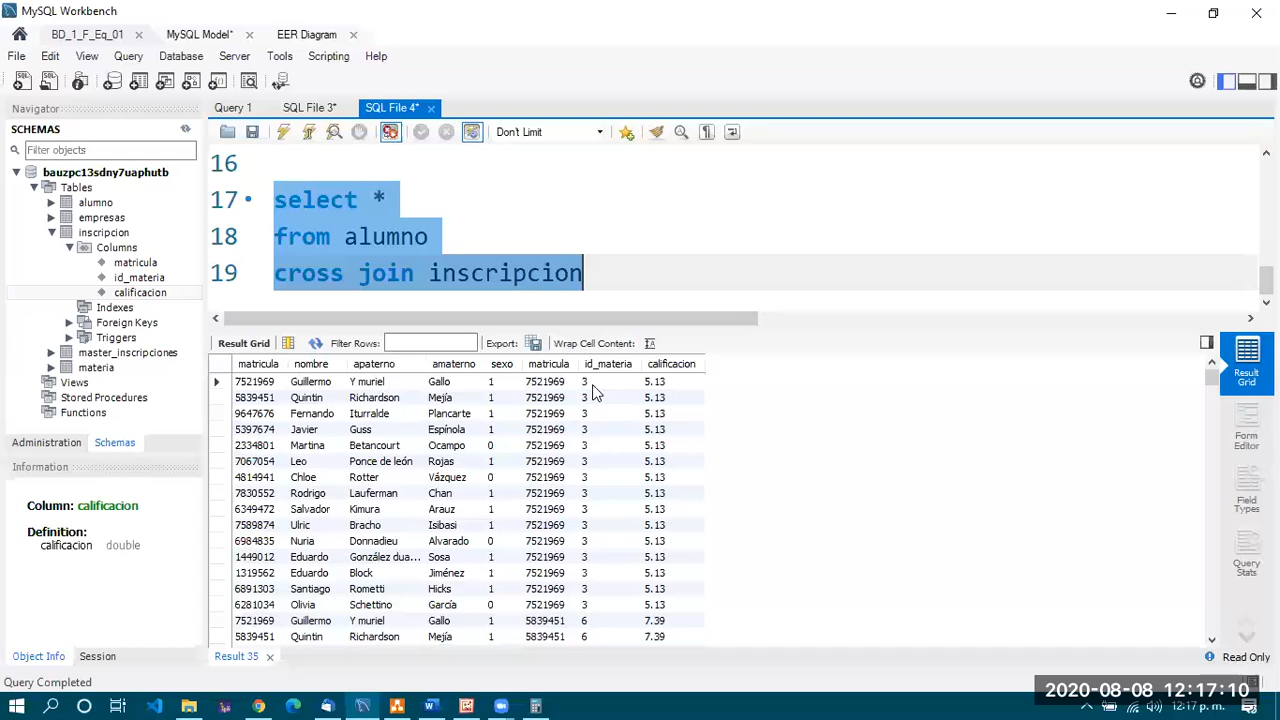 MySQL Workbench
BD_1_F_Eq_01 MySQL Model* EER Diagram
File Edit View Query Database Server Tools Scripting Help
Navigator Query 1 SQL File 3* SQL File 4*
SCHEMAS
Don't Limit
Filter objects
bauzpc13sdny7uaphutb
Tables
alumno
empresas
inscripcion
Columns
matricula
id_materia
calificacion
Indexes
Foreign Keys
Triggers
master_inscripciones
materia
Views
Stored Procedures
Functions
Administration Schemas
Information
Column: calificacion
Definition:
calificacion double
Object Info Session
16
17 select *
18 from alumno
19 cross join inscripcion
Result Grid Filter Rows: Export: Wrap Cell Content:
matricula nombre apaterno amaterno sexo matricula id_materia calificacion
7521969 Guillermo Y muriel Gallo 1 7521969 3 5.13
5839451 Quintin Richardson Mejía 1 7521969 3 5.13
9647676 Fernando Iturralde Plancarte 1 7521969 3 5.13
5397674 Javier Guss Espínola 1 7521969 3 5.13
2334801 Martina Betancourt Ocampo 0 7521969 3 5.13
7067054 Leo Ponce de león Rojas 1 7521969 3 5.13
4814941 Chloe Rotter Vázquez 0 7521969 3 5.13
7830552 Rodrigo Lauferman Chan 1 7521969 3 5.13
6349472 Salvador Kimura Arauz 1 7521969 3 5.13
7589874 Ulric Bracho Isibasi 1 7521969 3 5.13
6984835 Nuria Donnadieu Alvarado 0 7521969 3 5.13
1449012 Eduardo González dua... Sosa 1 7521969 3 5.13
1319562 Eduardo Block Jiménez 1 7521969 3 5.13
6891303 Santiago Rometti Hicks 1 7521969 3 5.13
6281034 Olivia Schettino García 0 7521969 3 5.13
7521969 Guillermo Y muriel Gallo 1 5839451 6 7.39
5839451 Quintin Richardson Mejía 1 5839451 6 7.39
Result 35
Result
Grid
Form
Editor
Field
Types
Query
Stats
Read Only
Query Completed
2020-08-08 12:17:10
12:17 p. m.